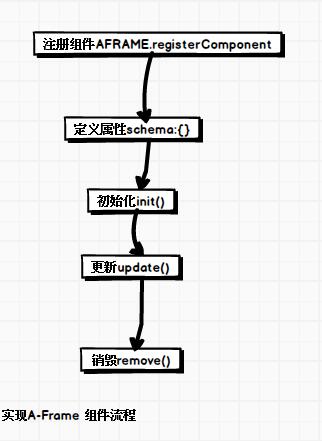 注册组件AFRAME.registerComponent
定义属性schema:{}
初始化init()
更新update()
销毁remove()
实现A-Frame 组件流程